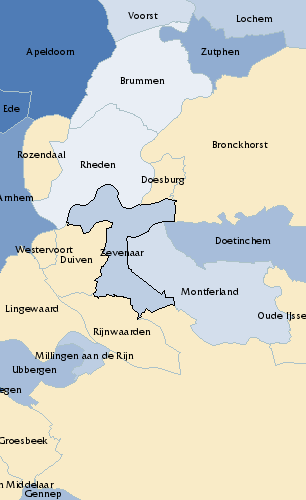 Voorst
Lochem
Apeldoorn
Zutphen
Brummen
Ede
Bronckhorst
Rozendaal
Rheden
Doesburg
Arnhem
Doetinchem
Westervoort
Zevenaar
Duiven
Montferland
Lingewaard
Oude IJsse
Rijnwaarden
Millingen aan de Rijn
Ubbergen
egen
Groesbeek
n Middelaar
Gennep